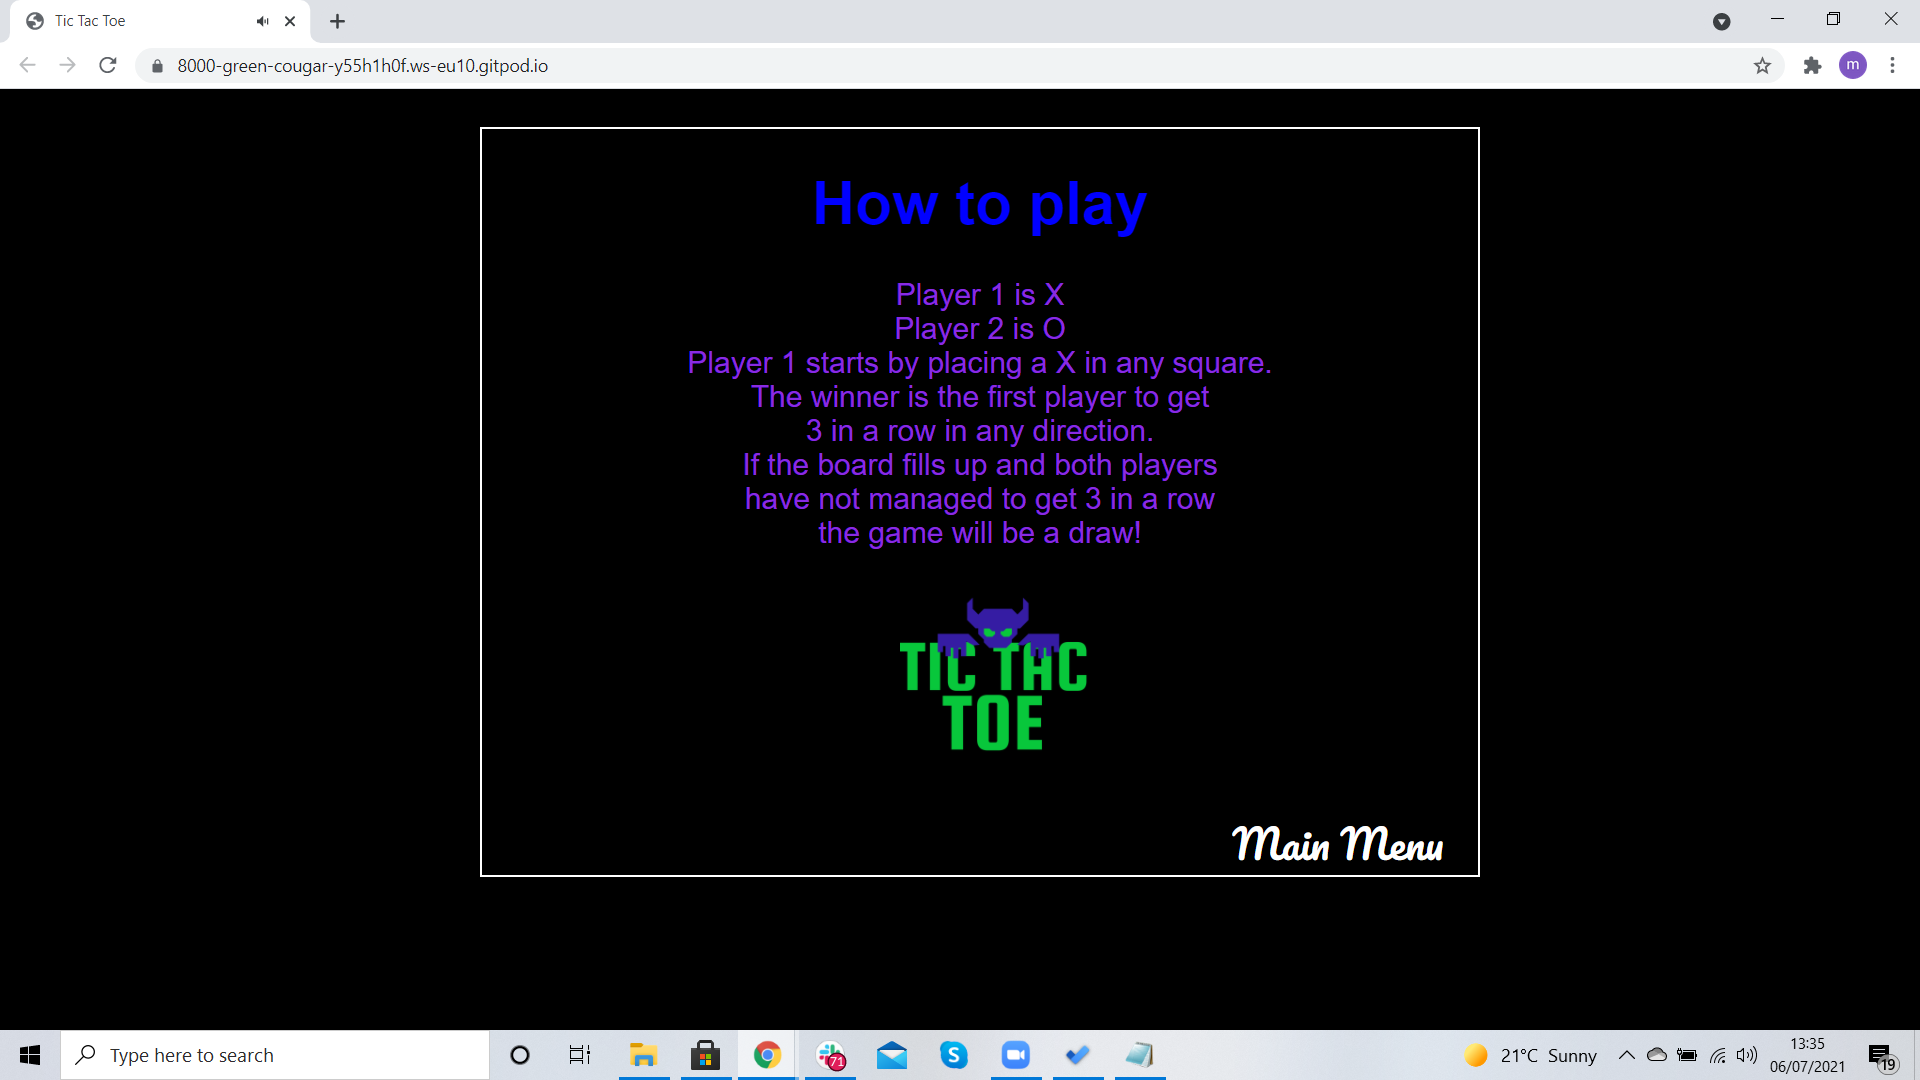 Tic Tac Toe
8000-green-cougar-y55h1h0f.ws-eu10.gitpod.io
m
How to play
Player 1 is X
Player 2 is O
Player 1 starts by placing a X in any square.
The winner is the first player to get
3 in a row in any direction.
If the board fills up and both players
have not managed to get 3 in a row
the game will be a draw!
TIC TAC
TOE
Main Menu
Type here to search
71
S
21°C Sunny
13:35
06/07/2021
19